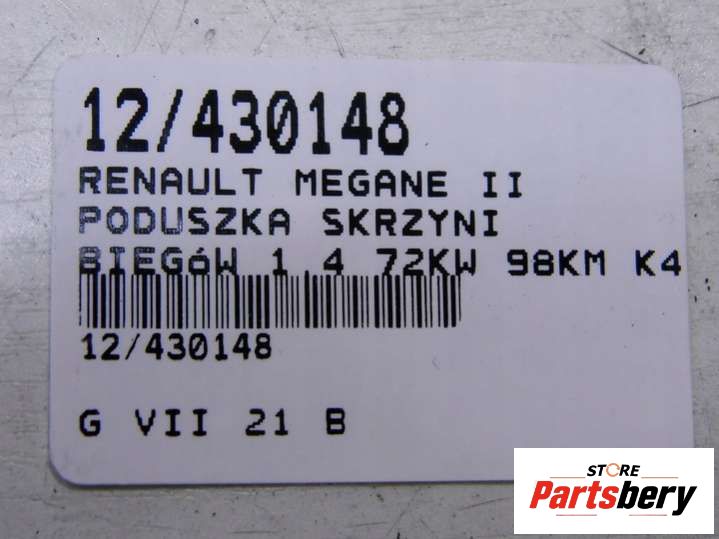 12/430148
RENAULT MEGANE II
PODUSZKA SKRZYNI
BIEGóW 1 4 72KW 98KM K4
12/430148
G VII 21 B
STORE
Partsbery